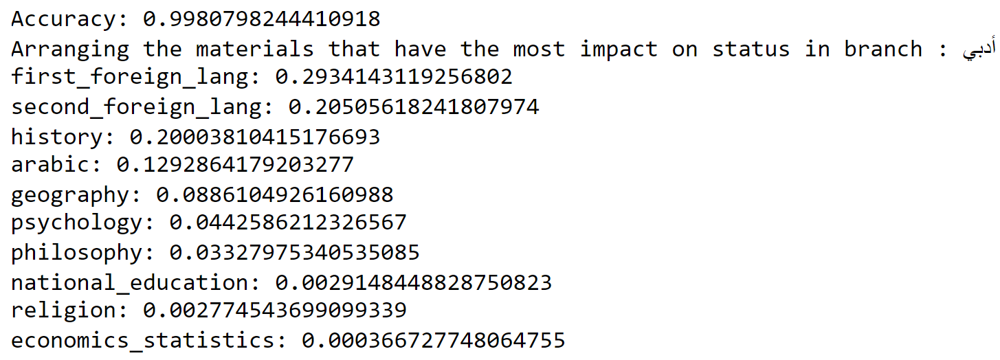 Accuracy: 0.9980798244410918
Arranging the materials that have the most impact on status in branch : أدبي
first_foreign_lang: 0.2934143119256802
second_foreign_lang: 0.20505618241807974
history: 0.20003810415176693
arabic: 0.1292864179203277
geography: 0.0886104926160988
psychology: 0.0442586212326567
philosophy: 0.03327975340535085
national_education: 0.0029148448828750823
religion: 0.002774543699099339
economics_statistics: 0.000366727748064755